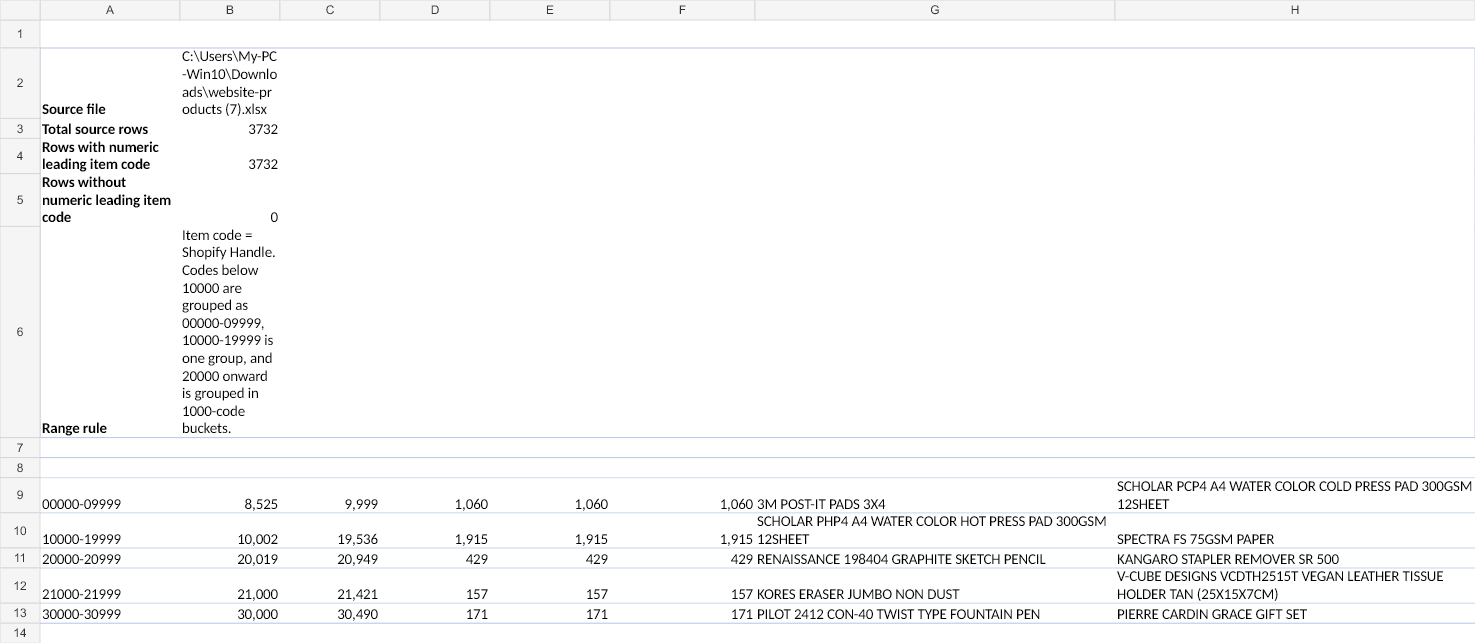 A B C D E F G H
1
2
C:\Users\My-PC
-Win10\Downlo
ads\website-pr
oducts (7).xlsx
Source file
3 Total source rows 3732
4 Rows with numeric
leading item code 3732
5 Rows without
numeric leading item
code 0
6
Item code =
Shopify Handle.
Codes below
10000 are
grouped as
00000-09999,
10000-19999 is
one group, and
20000 onward
is grouped in
1000-code
buckets.
Range rule
7
8
9 00000-09999 8,525 9,999 1,060 1,060 1,060 3M POST-IT PADS 3X4 SCHOLAR PCP4 A4 WATER COLOR COLD PRESS PAD 300GSM
12SHEET
10 10000-19999 10,002 19,536 1,915 1,915 1,915 SCHOLAR PHP4 A4 WATER COLOR HOT PRESS PAD 300GSM
12SHEET SPECTRA FS 75GSM PAPER
11 20000-20999 20,019 20,949 429 429 429 RENAISSANCE 198404 GRAPHITE SKETCH PENCIL KANGARO STAPLER REMOVER SR 500
12 21000-21999 21,000 21,421 157 157 157 KORES ERASER JUMBO NON DUST V-CUBE DESIGNS VCDTH2515T VEGAN LEATHER TISSUE
HOLDER TAN (25X15X7CM)
13 30000-30999 30,000 30,490 171 171 171 PILOT 2412 CON-40 TWIST TYPE FOUNTAIN PEN PIERRE CARDIN GRACE GIFT SET
14